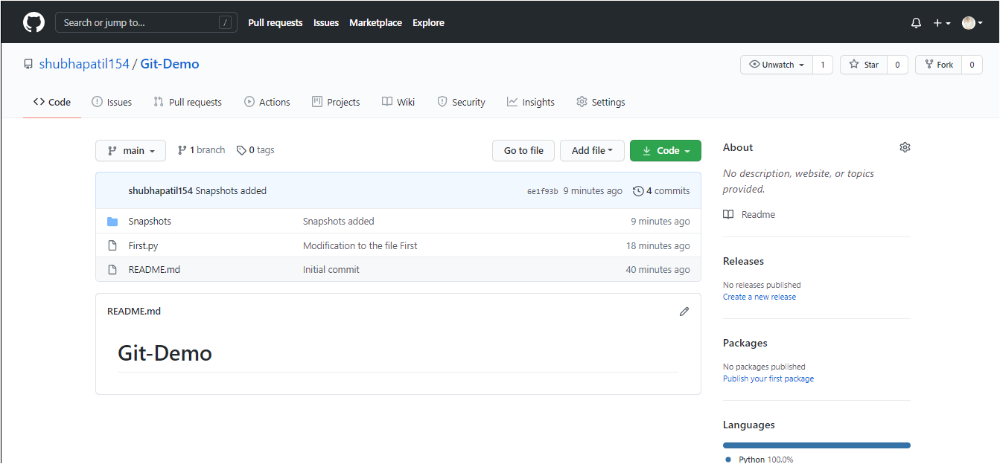 Search or jump to... / Pull requests Issues Marketplace Explore
shubhapatil154 / Git-Demo Unwatch 1 Star 0 Fork 0
Code Issues Pull requests Actions Projects Wiki Security Insights Settings
main 1 branch 0 tags Go to file Add file Code
shubhapatil154 Snapshots added 6e1f93b 9 minutes ago 4 commits
Snapshots Snapshots added 9 minutes ago
First.py Modification to the file First 18 minutes ago
README.md Initial commit 40 minutes ago
README.md
Git-Demo
About
No description, website, or topics
provided.
Readme
Releases
No releases published
Create a new release
Packages
No packages published
Publish your first package
Languages
Python 100.0%